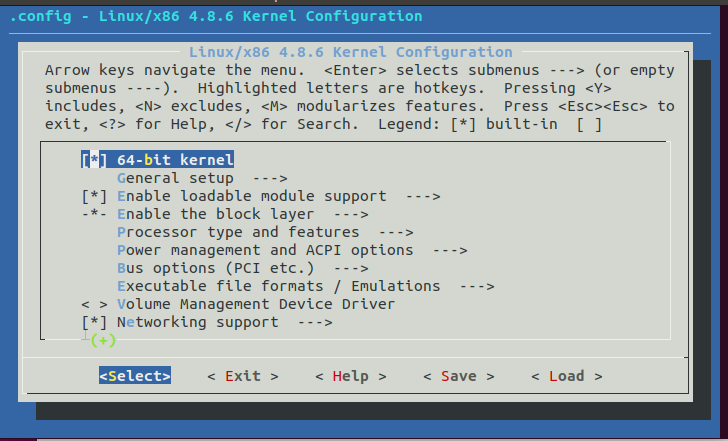 .config - Linux/x86 4.8.6 Kernel Configuration
Linux/x86 4.8.6 Kernel Configuration
Arrow keys navigate the menu.  <Enter> selects submenus ---> (or empty
submenus ----).  Highlighted letters are hotkeys.  Pressing <Y>
includes, <N> excludes, <M> modularizes features.  Press <Esc><Esc> to
exit, <?> for Help, </> for Search.  Legend: [*] built-in  [ ]
[*] 64-bit kernel
General setup  --->
[*] Enable loadable module support  --->
-*- Enable the block layer  --->
Processor type and features  --->
Power management and ACPI options  --->
Bus options (PCI etc.)  --->
Executable file formats / Emulations  --->
< > Volume Management Device Driver
[*] Networking support  --->
(+)
<Select>    < Exit >    < Help >    < Save >    < Load >